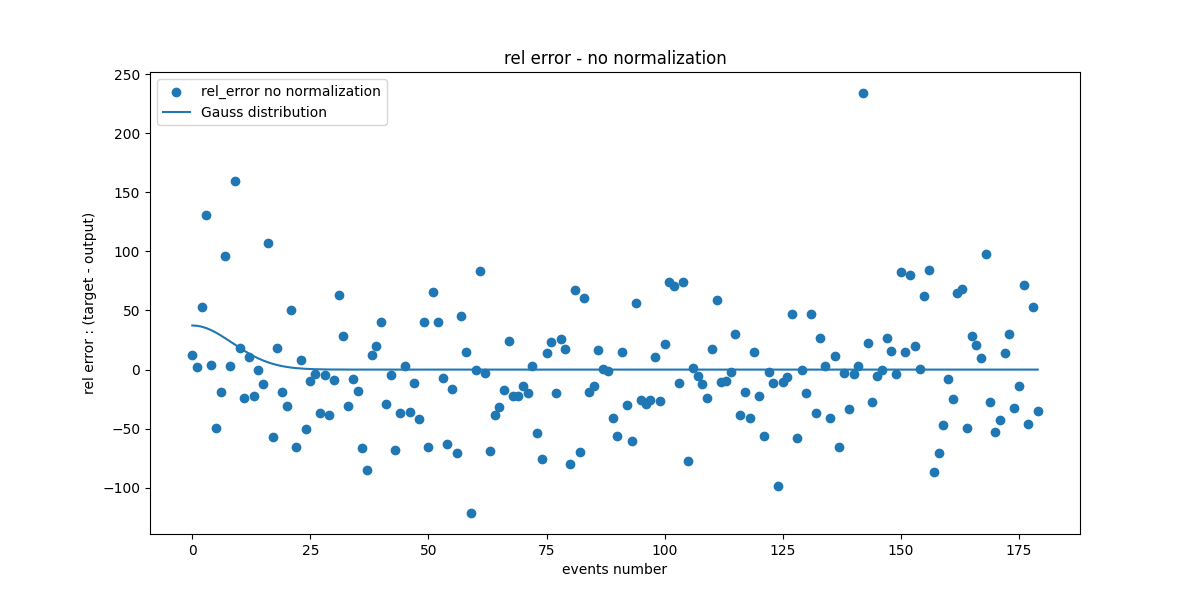 rel error - no normalization
rel_error no normalization
Gauss distribution
rel error : (target - output)
250
200
150
100
50
0
−50
−100
0 25 50 75 100 125 150 175
events number